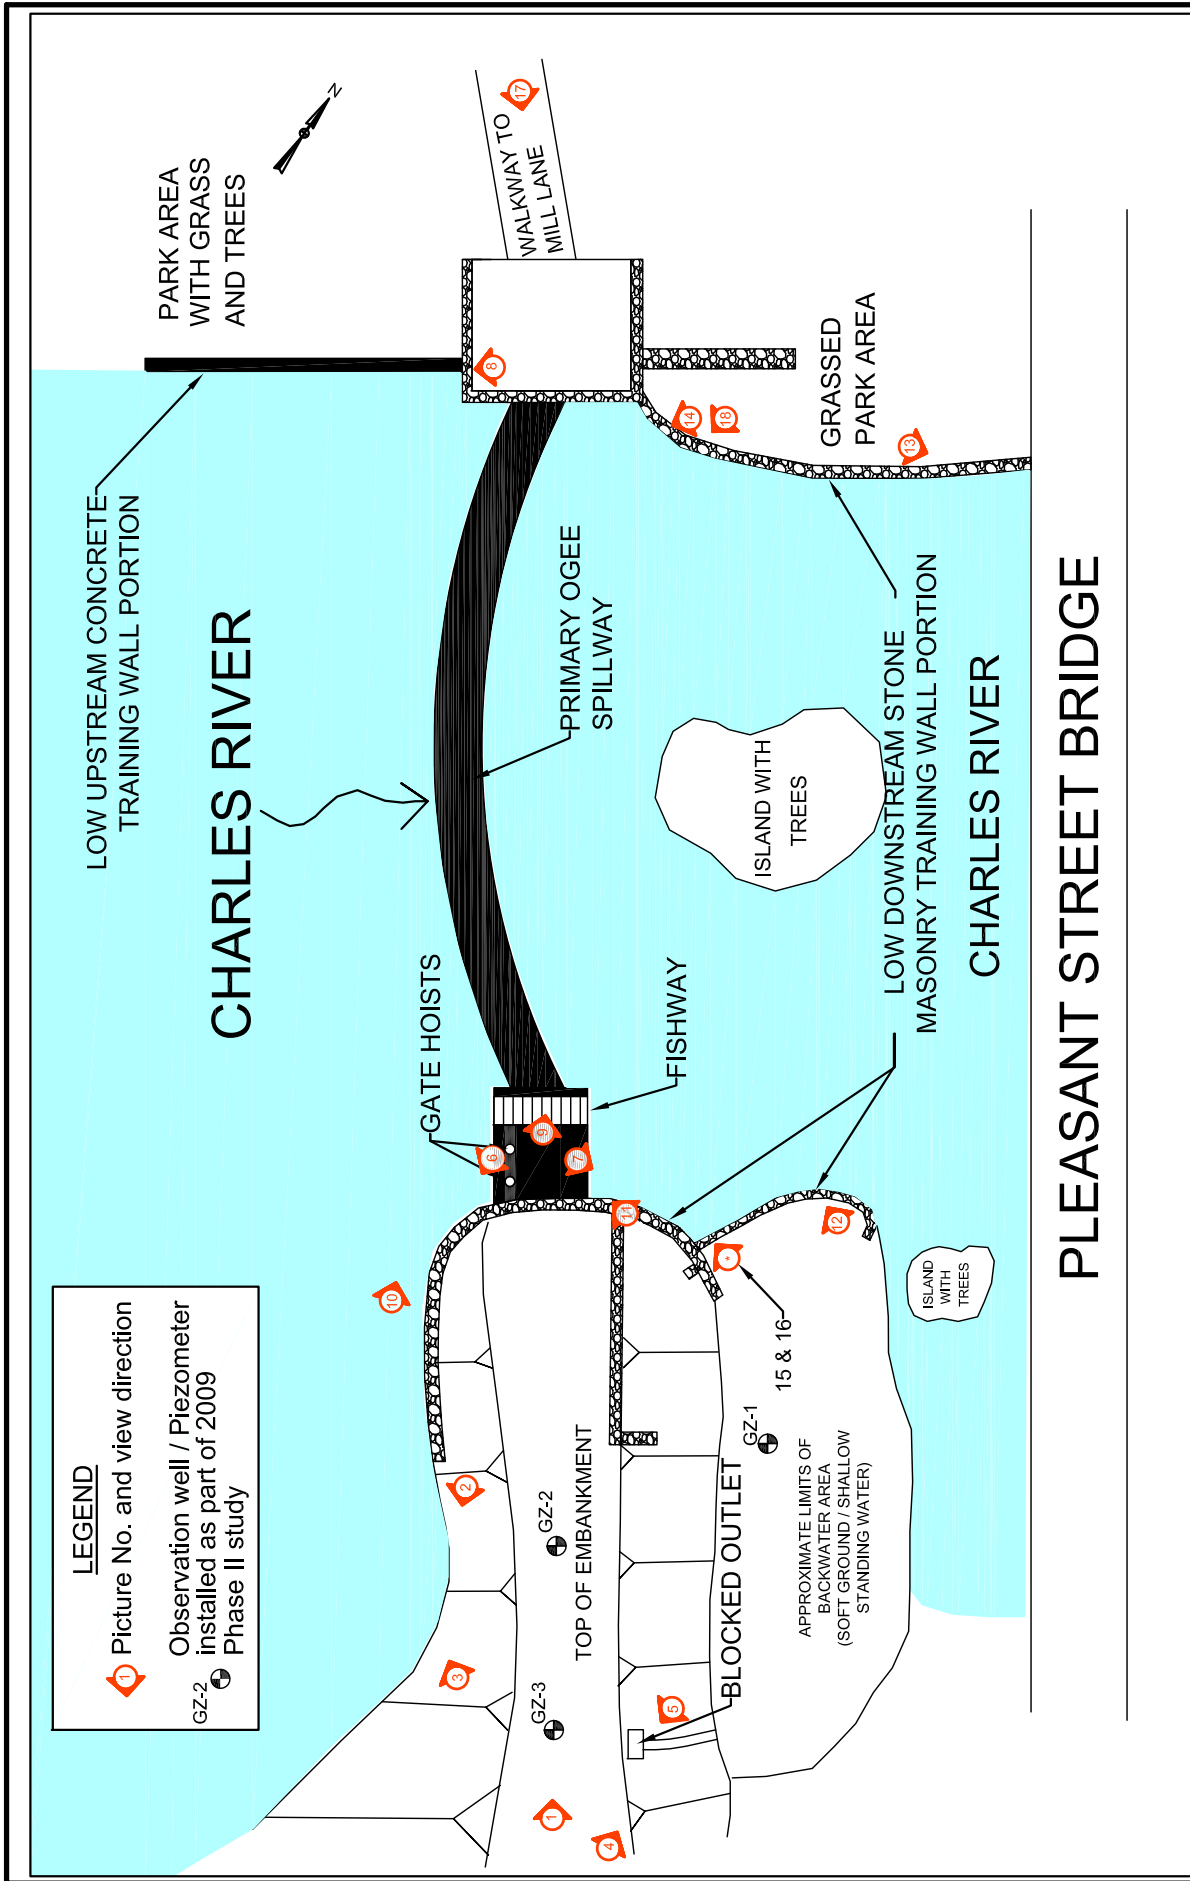 LEGEND
1
Picture No. and view direction
GZ-2
Observation well / Piezometer
installed as part of 2009
Phase II study
LOW UPSTREAM CONCRETE
TRAINING WALL PORTION
PARK AREA
WITH GRASS
AND TREES
N
CHARLES RIVER
WALKWAY TO
MILL LANE
17
8
GATE HOISTS
PRIMARY OGEE
SPILLWAY
FISHWAY
6
9
7
10
11
12
14
18
13
GRASSED
PARK AREA
ISLAND WITH
TREES
LOW DOWNSTREAM STONE
MASONRY TRAINING WALL PORTION
CHARLES RIVER
ISLAND
WITH
TREES
*
15 & 16
2
3
GZ-3
GZ-2
TOP OF EMBANKMENT
1
4
5
BLOCKED OUTLET
GZ-1
APPROXIMATE LIMITS OF
BACKWATER AREA
(SOFT GROUND / SHALLOW
STANDING WATER)
PLEASANT STREET BRIDGE